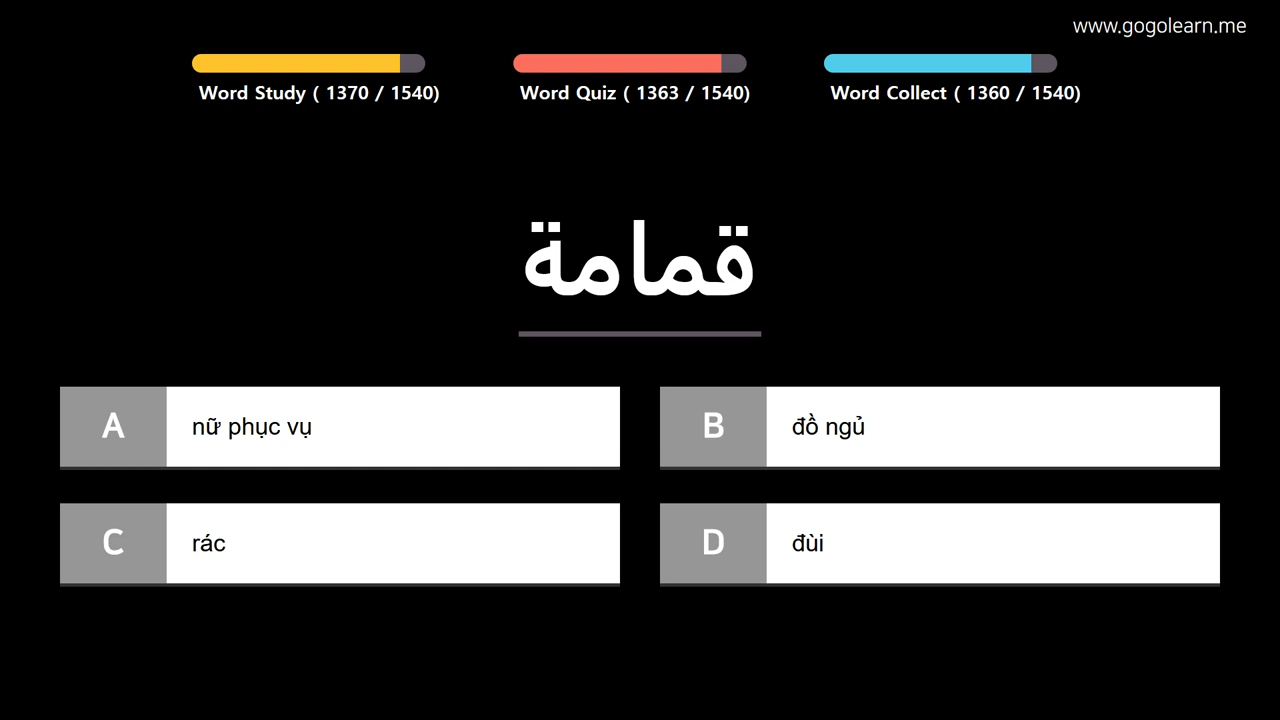 www.gogolearn.me
Word Study ( 1370 / 1540)
Word Quiz ( 1363 / 1540)
Word Collect ( 1360 / 1540)
قمامة
A
nữ phục vụ
B
đồ ngủ
C
rác
D
đùi